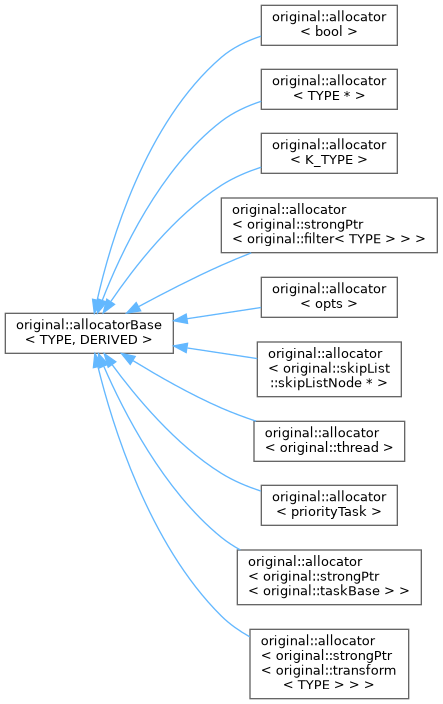 original::allocator
< bool >
original::allocator
< TYPE * >
original::allocator
< K_TYPE >
original::allocator
< original::strongPtr
< original::filter< TYPE > > >
original::allocator
< opts >
original::allocatorBase
< TYPE, DERIVED >
original::allocator
< original::skipList
::skipListNode * >
original::allocator
< original::thread >
original::allocator
< priorityTask >
original::allocator
< original::strongPtr
< original::taskBase > >
original::allocator
< original::strongPtr
< original::transform
< TYPE > > >